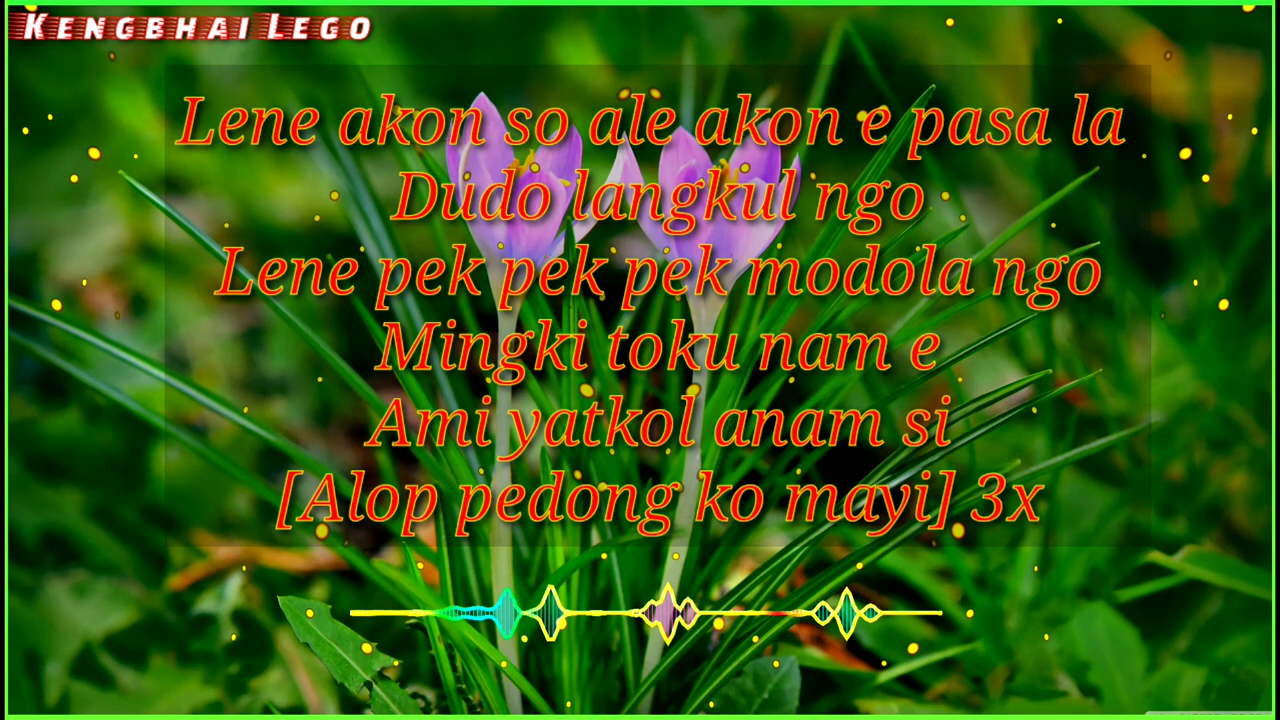 Kengbhai Lego
Lene akon so ale akon e pasa la
Dudo langkul ngo
Lene pek pek pek modola ngo
Mingki toku nam e
Ami yatkol anam si
[Alop pedong ko mayi] 3x